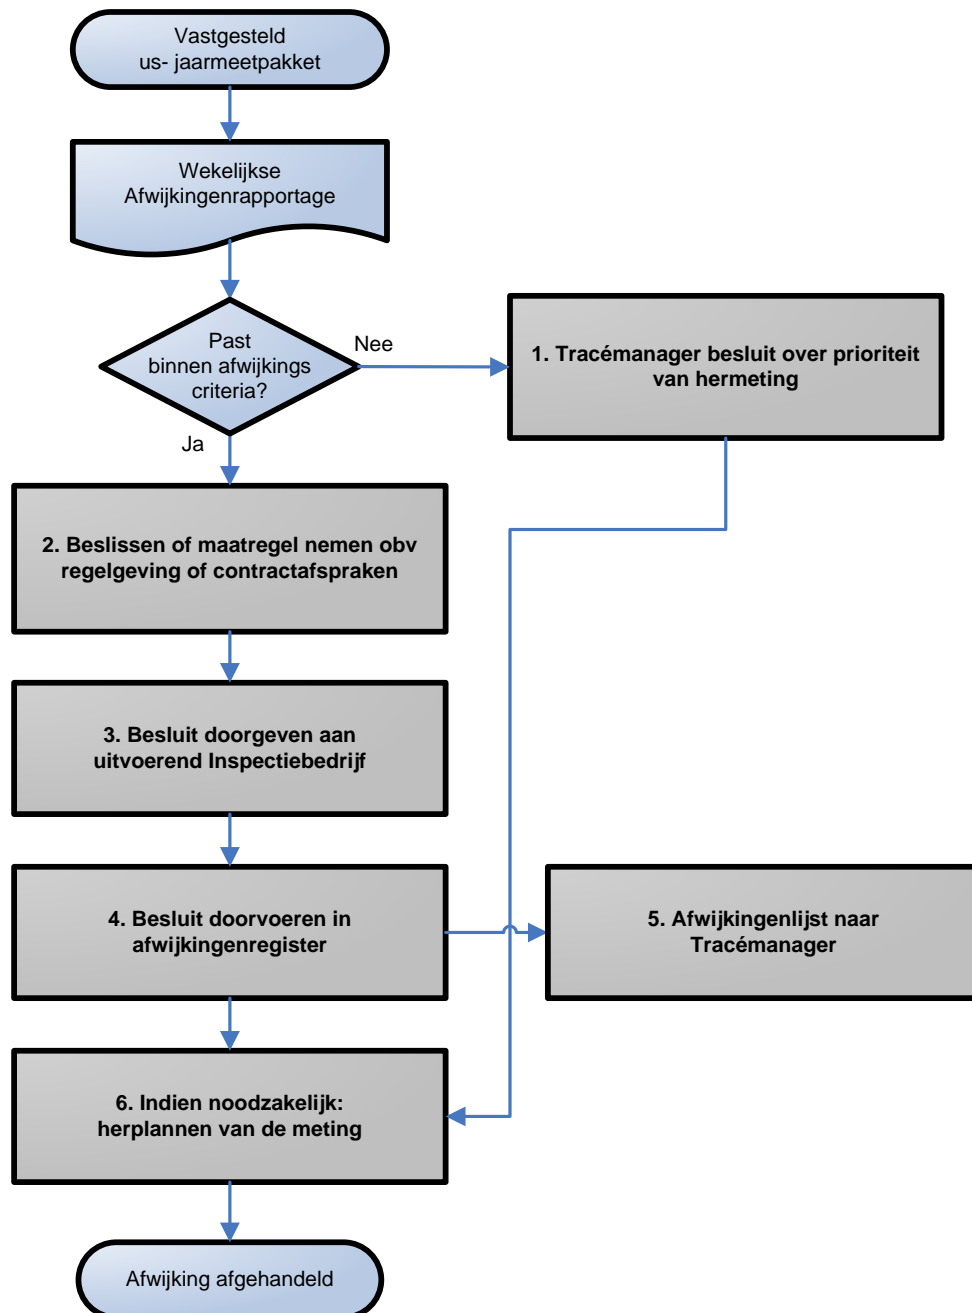 Vastgesteld
us- jaarmeetpakket
Wekelijkse
Afwijkingenrapportage
Past
binnen afwijkings
criteria?
Nee
Ja
1. Tracémanager besluit over prioriteit
van hermeting
2. Beslissen of maatregel nemen obv
regelgeving of contractafspraken
3. Besluit doorgeven aan
uitvoerend Inspectiebedrijf
4. Besluit doorvoeren in
afwijkingenregister
5. Afwijkingenlijst naar
Tracémanager
6. Indien noodzakelijk:
herplannen van de meting
Afwijking afgehandeld